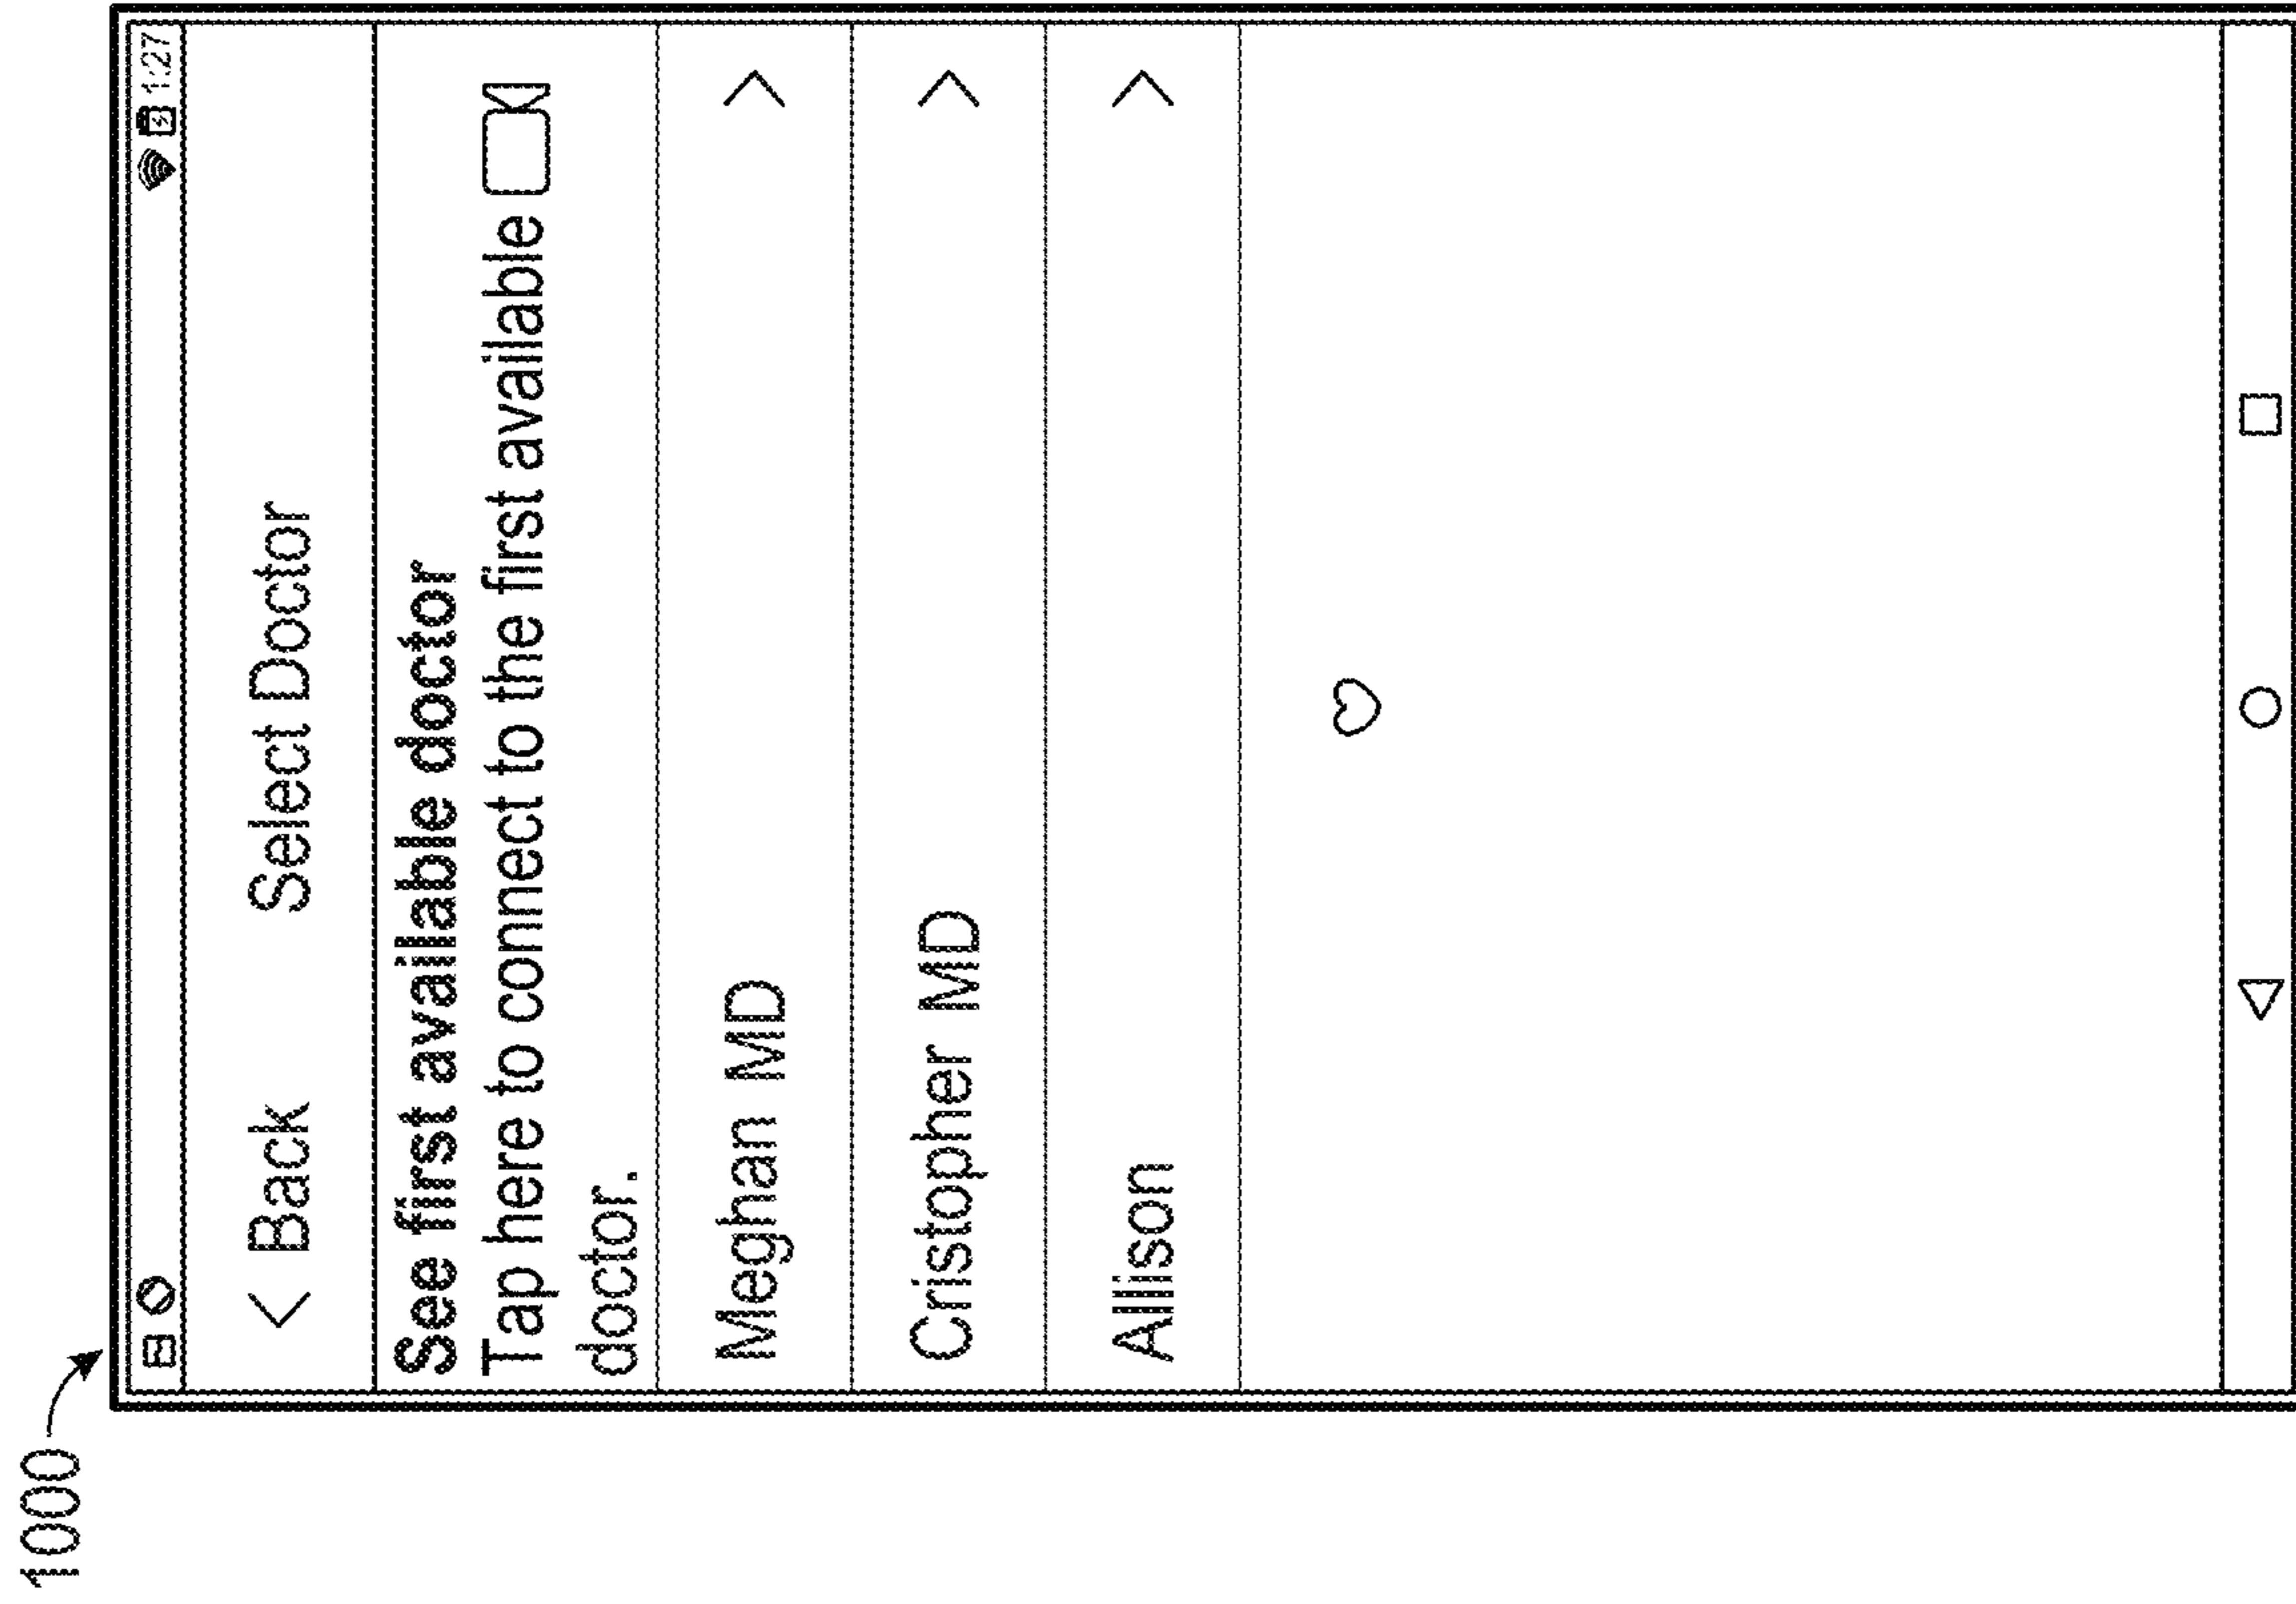 1000
1:27
< Back Select Doctor
See first available doctor
Tap here to connect to the first available
doctor.
Meghan MD >
Cristopher MD >
Allison >